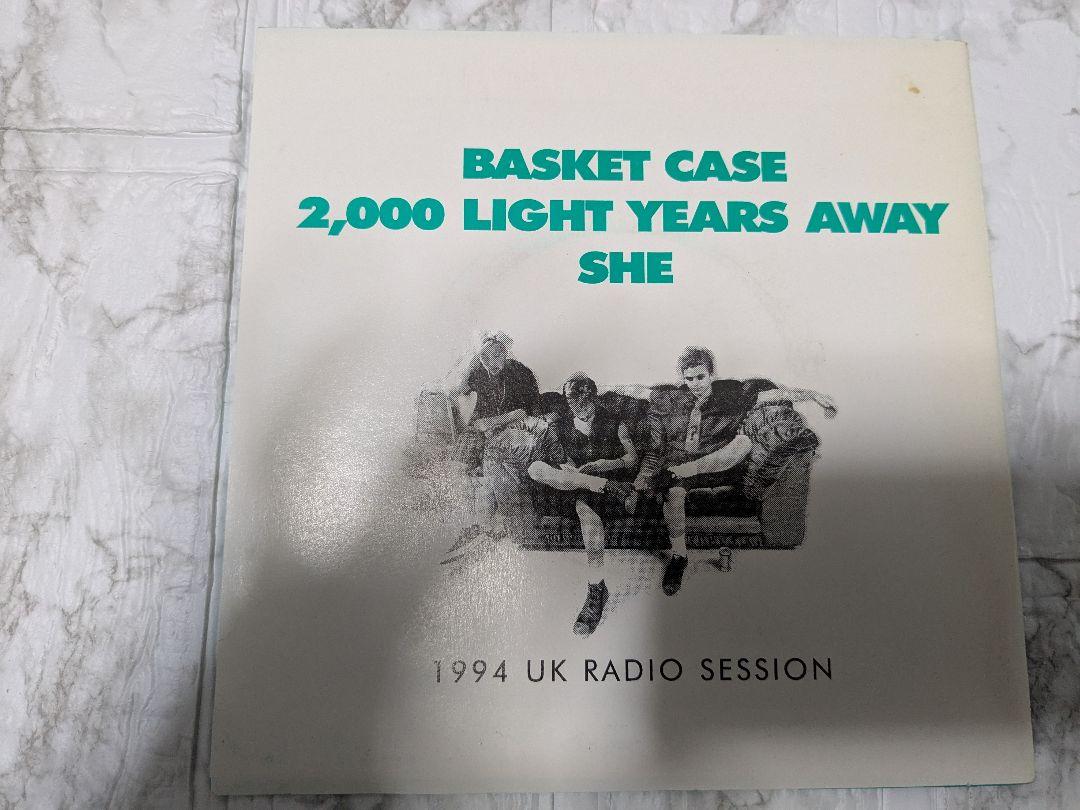 BASKET CASE
2,000 LIGHT YEARS AWAY
SHE
1994 UK RADIO SESSION